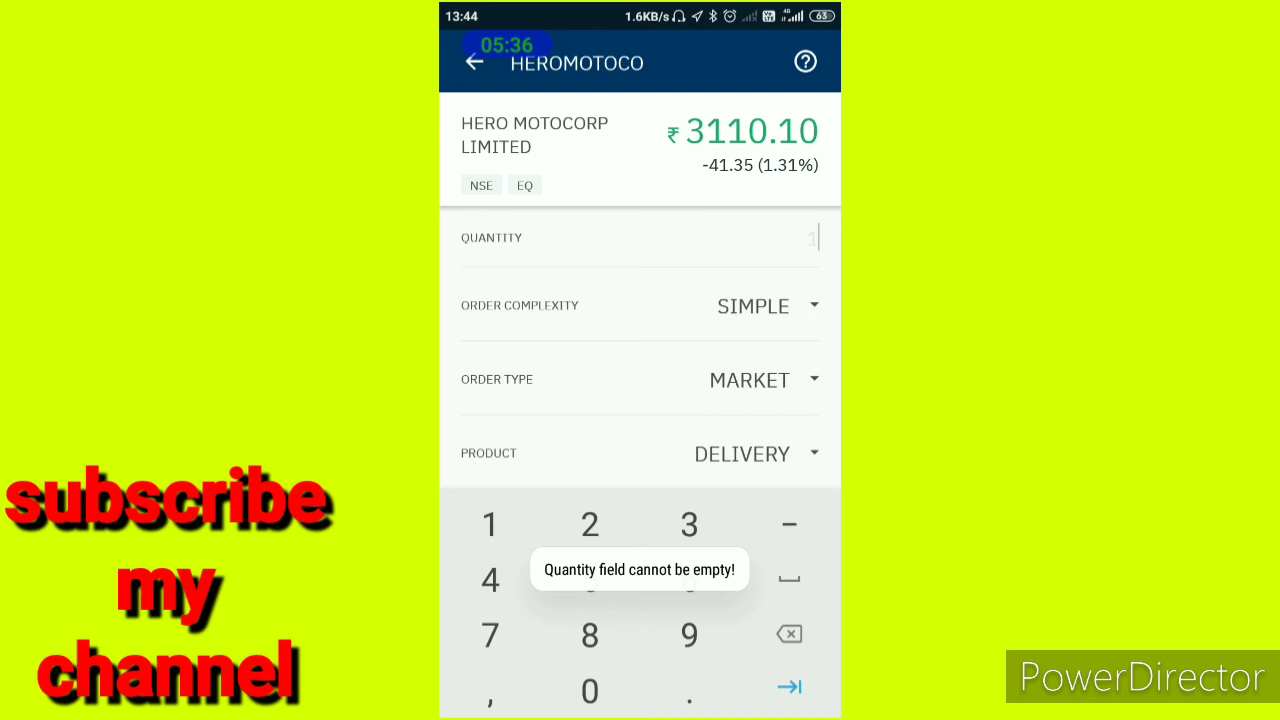 13:44
1.6KB/s
4G
63
05:36
HEROMOTOCO
HERO MOTOCORP
LIMITED
₹ 3110.10
-41.35 (1.31%)
NSE EQ
QUANTITY 1
ORDER COMPLEXITY SIMPLE
ORDER TYPE MARKET
PRODUCT DELIVERY
1 2 3 -
4
Quantity field cannot be empty!
7 8 9
, 0 .
subscribe
my
channel
PowerDirector